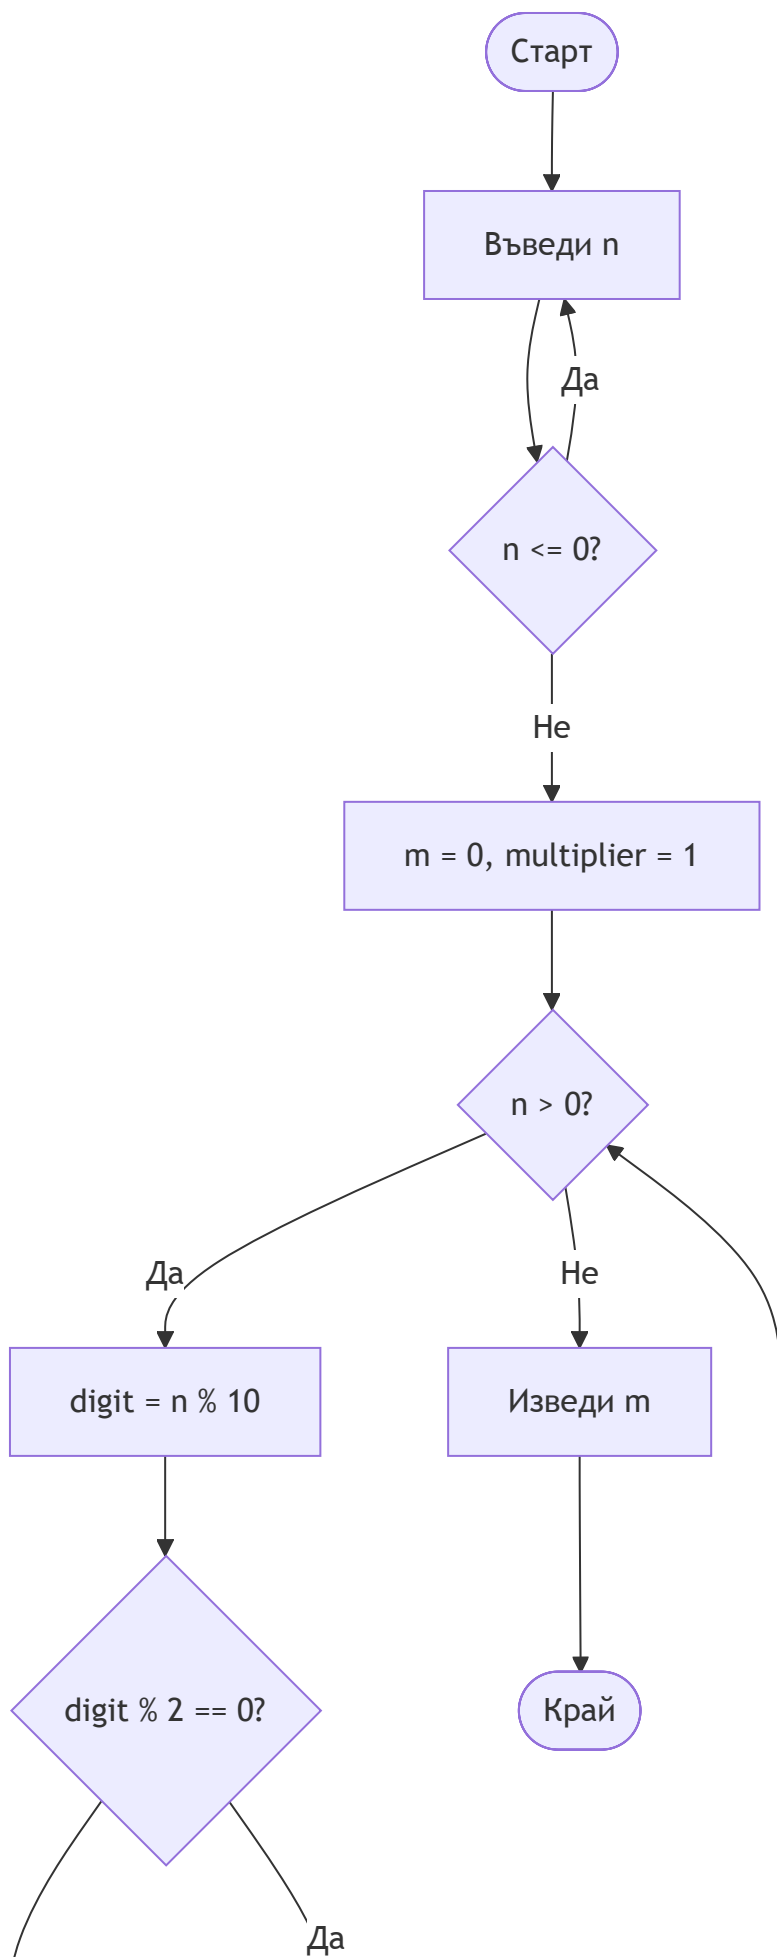 Старт
Въведи n
Да
n <= 0?
Не
m = 0, multiplier = 1
n > 0?
Да
Не
digit = n % 10
Изведи m
digit % 2 == 0?
Край
Да